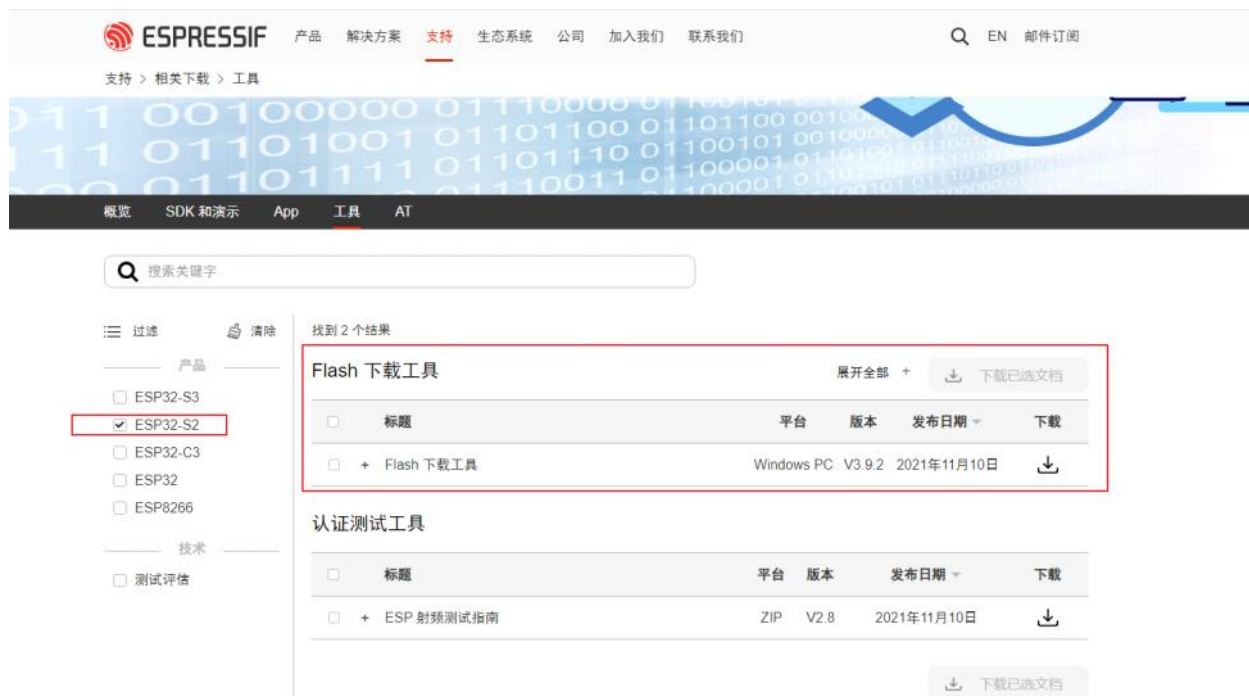 ESPRESSIF 产品 解决方案 支持 生态系统 公司 加入我们 联系我们 EN 邮件订阅
支持 > 相关下载 > 工具
概览 SDK 和演示 App 工具 AT
搜索关键字
过滤 清除 找到 2 个结果
产品
Flash 下载工具 展开全部 + 下载已选文档
ESP32-S3
ESP32-S2 标题 平台 版本 发布日期 下载
ESP32-C3
+ Flash 下载工具 Windows PC V3.9.2 2021年11月10日
ESP32
ESP8266
认证测试工具
技术
测试评估 标题 平台 版本 发布日期 下载
+ ESP 射频测试指南 ZIP V2.8 2021年11月10日
下载已选文档